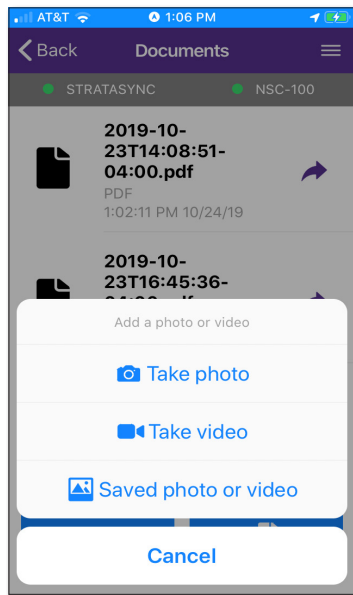 AT&T 1:06 PM
Back Documents
STRATASYNC NSC-100
2019-10-
23T14:08:51-
04:00.pdf
PDF
1:02:11 PM 10/24/19
2019-10-
23T16:45:36-
Add a photo or video
Take photo
Take video
Saved photo or video
Cancel